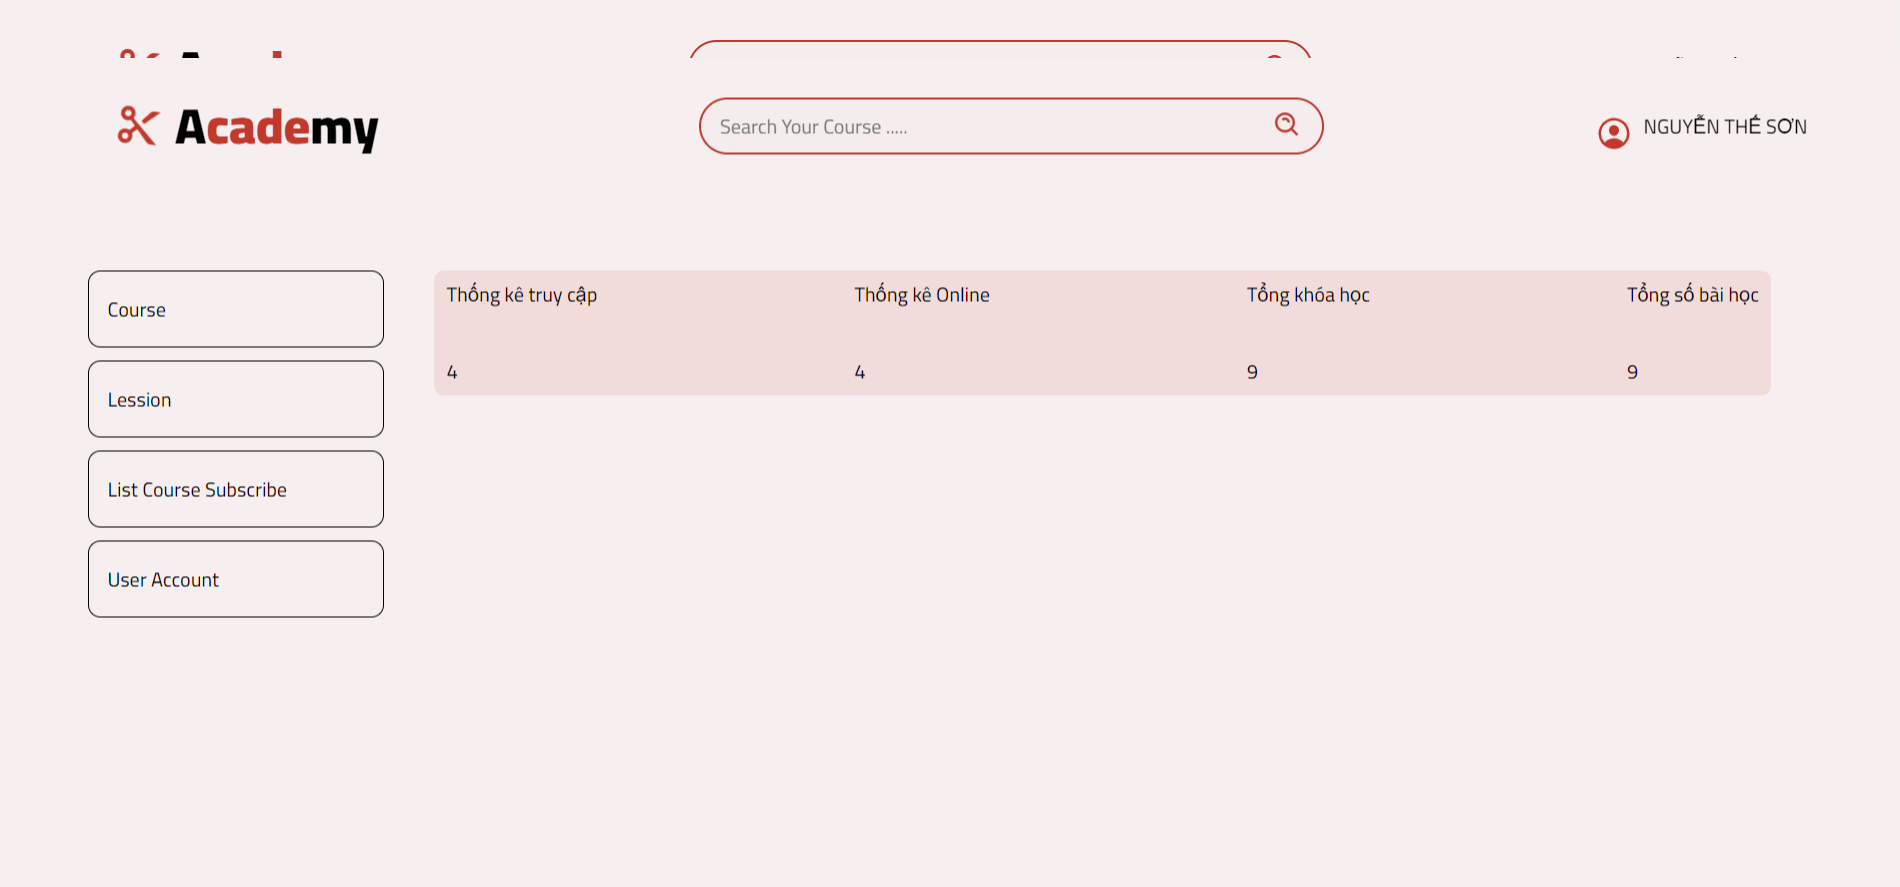 Academy
Search Your Course .....
NGUYỄN THẾ SƠN
Course
Lession
List Course Subscribe
User Account
Thống kê truy cập
Thống kê Online
Tổng khóa học
Tổng số bài học
4
4
9
9